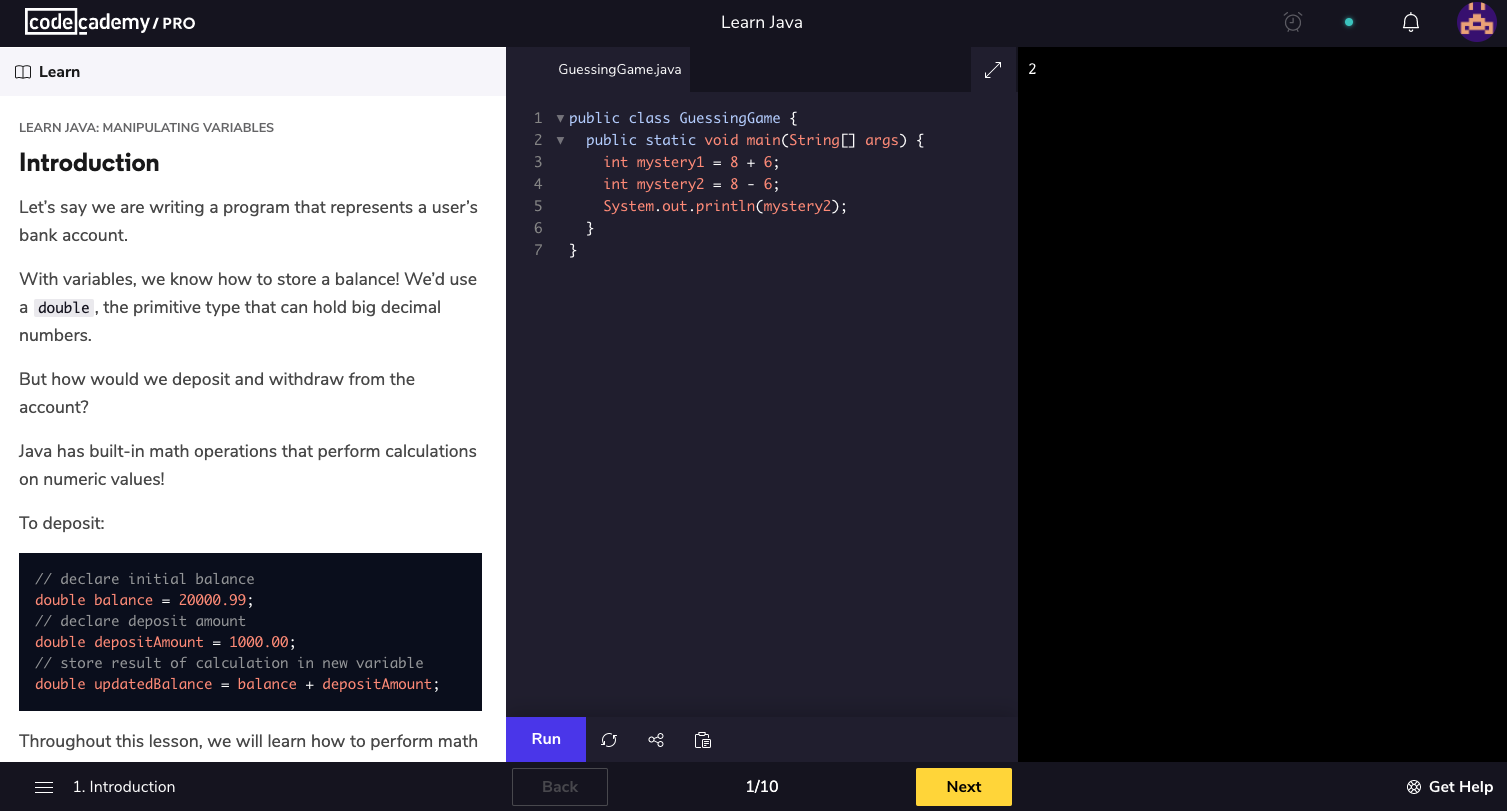 codecademy / PRO
Learn Java
Learn
LEARN JAVA: MANIPULATING VARIABLES
Introduction
Let's say we are writing a program that represents a user's
bank account.
With variables, we know how to store a balance! We'd use
a double, the primitive type that can hold big decimal
numbers.
But how would we deposit and withdraw from the
account?
Java has built-in math operations that perform calculations
on numeric values!
To deposit:
// declare initial balance
double balance = 20000.99;
// declare deposit amount
double depositAmount = 1000.00;
// store result of calculation in new variable
double updatedBalance = balance + depositAmount;
Throughout this lesson, we will learn how to perform math
GuessingGame.java
1 public class GuessingGame {
2 public static void main(String[] args) {
3 int mystery1 = 8 + 6;
4 int mystery2 = 8 - 6;
5 System.out.println(mystery2);
6 }
7 }
Run
2
1. Introduction
Back
1/10
Next
Get Help